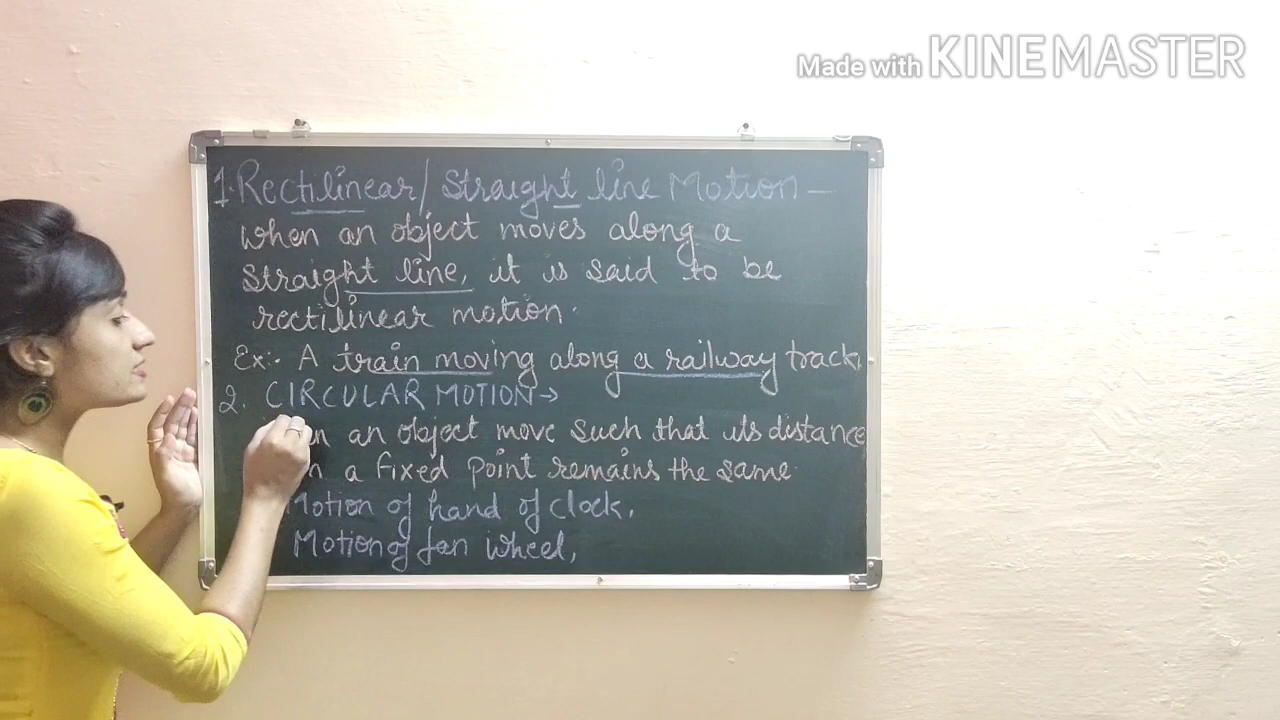 Made with KINEMASTER
1. Rectilinear/ Straight line Motion —
When an object moves along a
straight line, it is said to be
rectilinear motion.
Ex:- A train moving along a railway track.
2. CIRCULAR MOTION →
an object move such that its distance
a fixed point remains the same
Motion of hand of clock,
Motion of fan wheel,